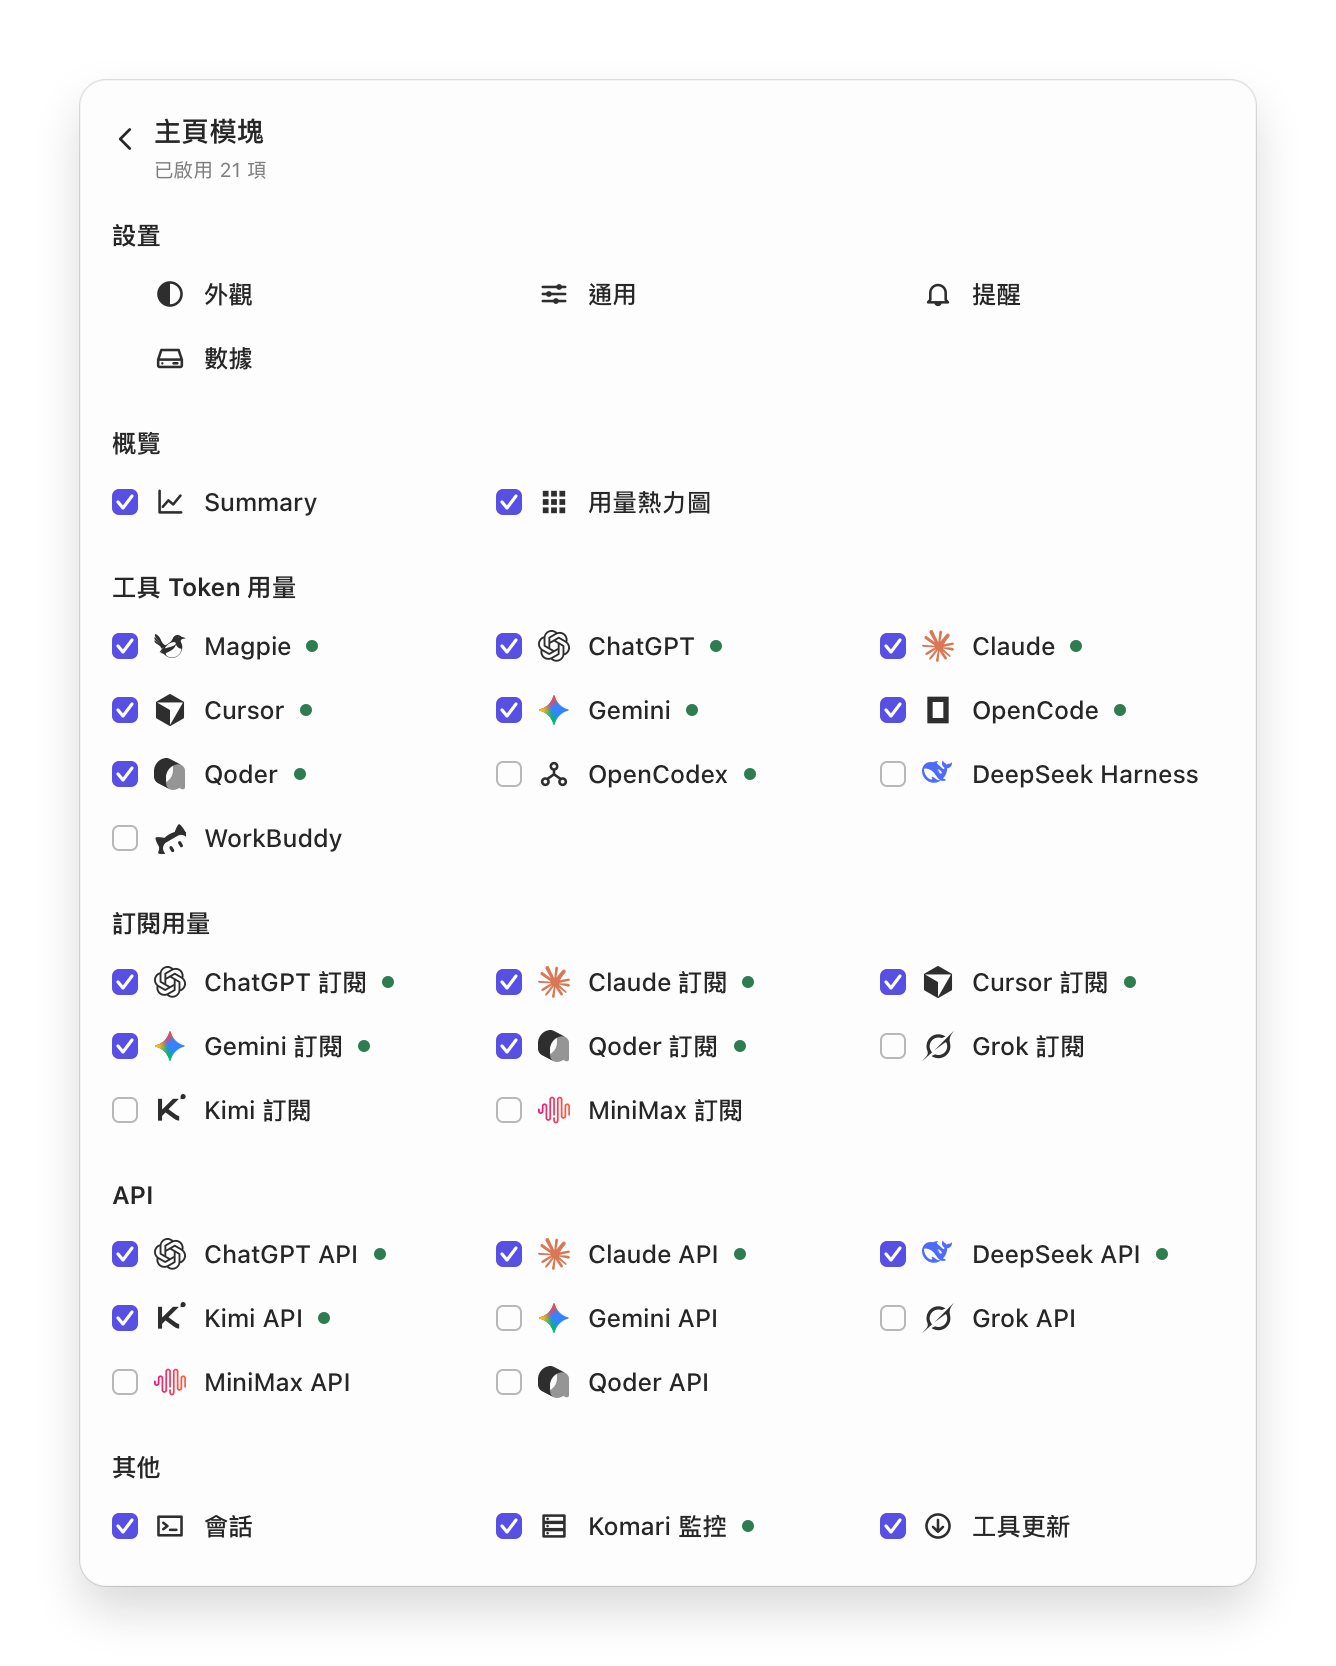 主頁模塊
已啟用 21 項
設置
外觀 通用 提醒
數據
概覽
Summary 用量熱力圖
工具 Token 用量
Magpie ChatGPT Claude
Cursor Gemini OpenCode
Qoder OpenCodex DeepSeek Harness
WorkBuddy
訂閱用量
ChatGPT 訂閱 Claude 訂閱 Cursor 訂閱
Gemini 訂閱 Qoder 訂閱 Grok 訂閱
Kimi 訂閱 MiniMax 訂閱
API
ChatGPT API Claude API DeepSeek API
Kimi API Gemini API Grok API
MiniMax API Qoder API
其他
會話 Komari 監控 工具更新